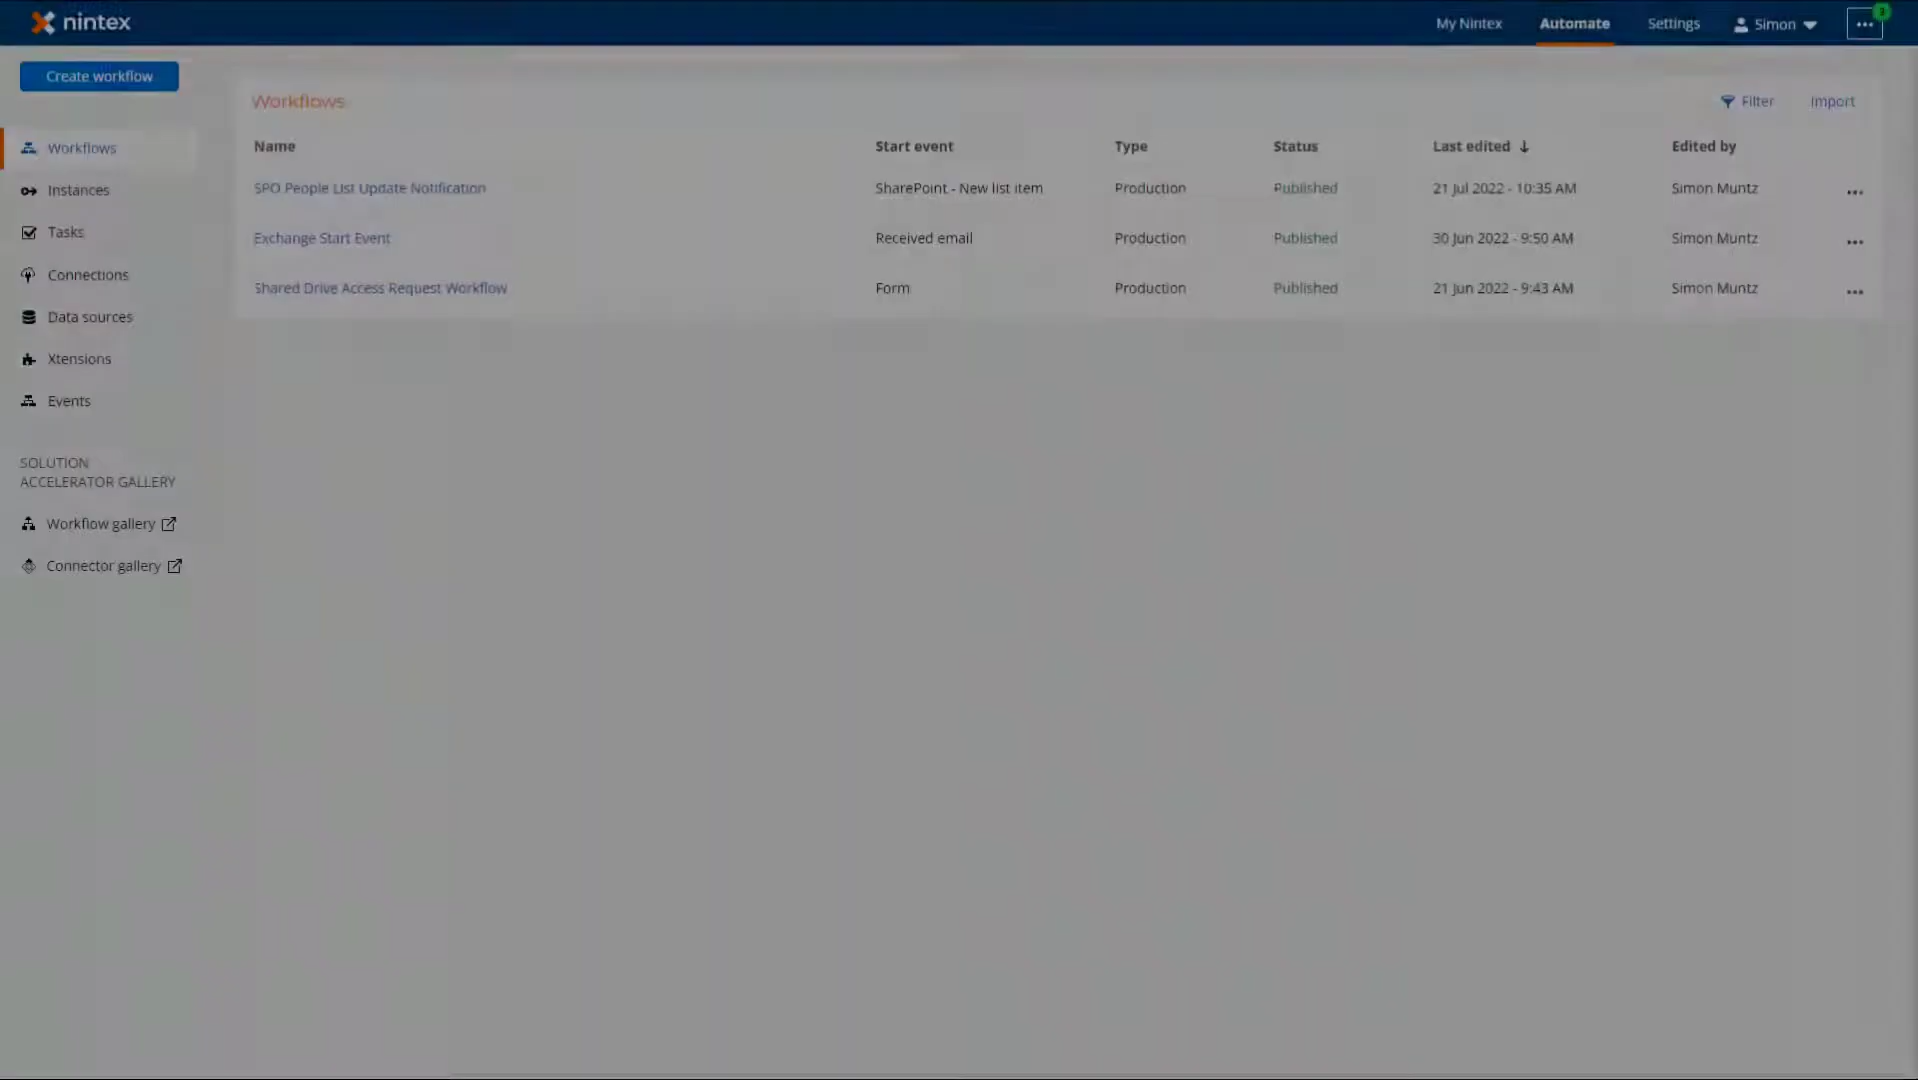 nintex
My Nintex
Automate
Settings
Simon
3
Create workflow
Workflows
Instances
Tasks
Connections
Data sources
Xtensions
Events
SOLUTION
ACCELERATOR GALLERY
Workflow gallery
Connector gallery
Workflows
Filter
Import
Name Start event Type Status Last edited Edited by
SPO People List Update Notification SharePoint - New list item Production Published 21 Jul 2022 - 10:35 AM Simon Muntz
Exchange Start Event Received email Production Published 30 Jun 2022 - 9:50 AM Simon Muntz
Shared Drive Access Request Workflow Form Production Published 21 Jun 2022 - 9:43 AM Simon Muntz